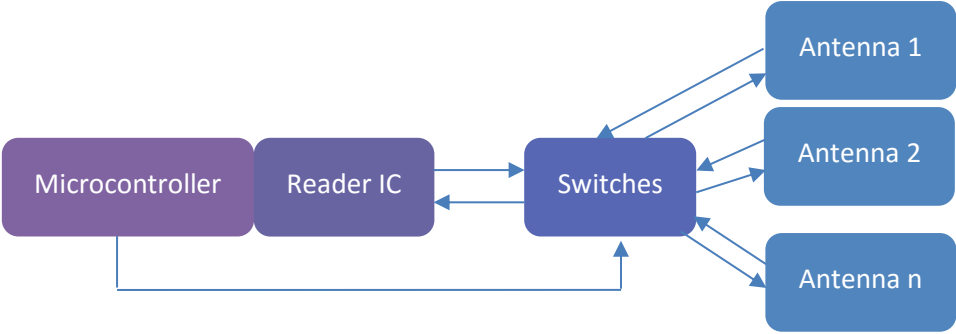 Antenna 1
Microcontroller
Reader IC
Switches
Antenna 2
Antenna n